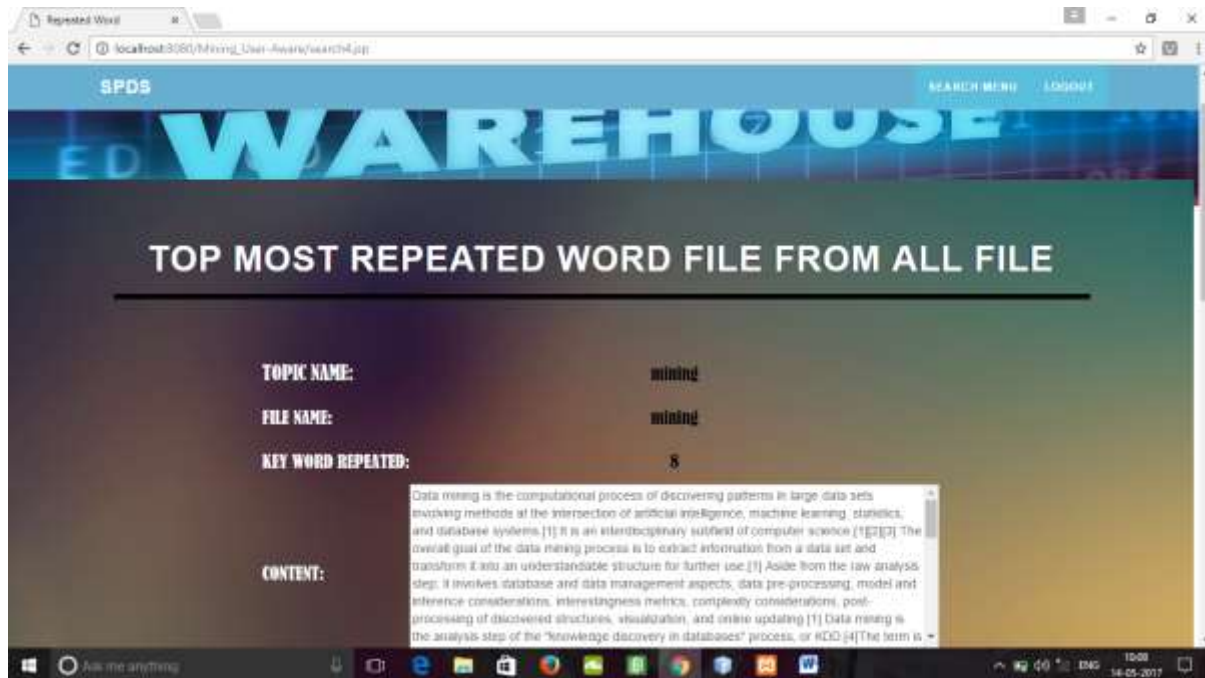 Repeated Word
localhost:8080/Mining_User-Aware/search4.jsp
SPDS
SEARCH MENU LOGOUT
ED WAREHOUSE
TOP MOST REPEATED WORD FILE FROM ALL FILE
TOPIC NAME: mining
FILE NAME: mining
KEY WORD REPEATED: 8
CONTENT:
Data mining is the computational process of discovering patterns in large data sets
involving methods at the intersection of artificial intelligence, machine learning, statistics,
and database systems.[1] It is an interdisciplinary subfield of computer science.[1][2][3] The
overall goal of the data mining process is to extract information from a data set and
transform it into an understandable structure for further use.[1] Aside from the raw analysis
step, it involves database and data management aspects, data pre-processing, model and
inference considerations, interestingness metrics, complexity considerations, post-
processing of discovered structures, visualization, and online updating.[1] Data mining is
the analysis step of the "knowledge discovery in databases" process, or KDD.[4]The term is
Ask me anything
ENG
10:08
14-05-2017